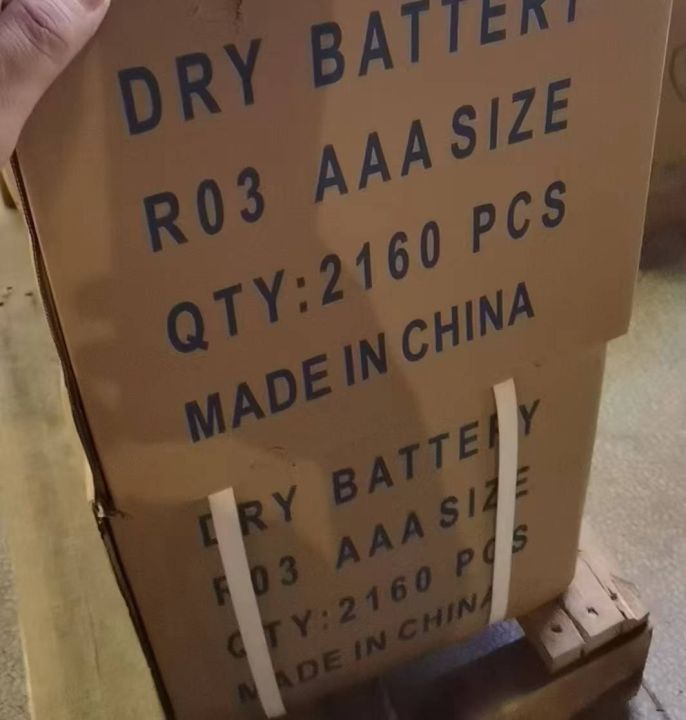 DRY BATTERY
R03 AAA SIZE
QTY:2160 PCS
MADE IN CHINA
DRY BATTERY
R03 AAA SIZE
QTY:2160 PCS
MADE IN CHINA